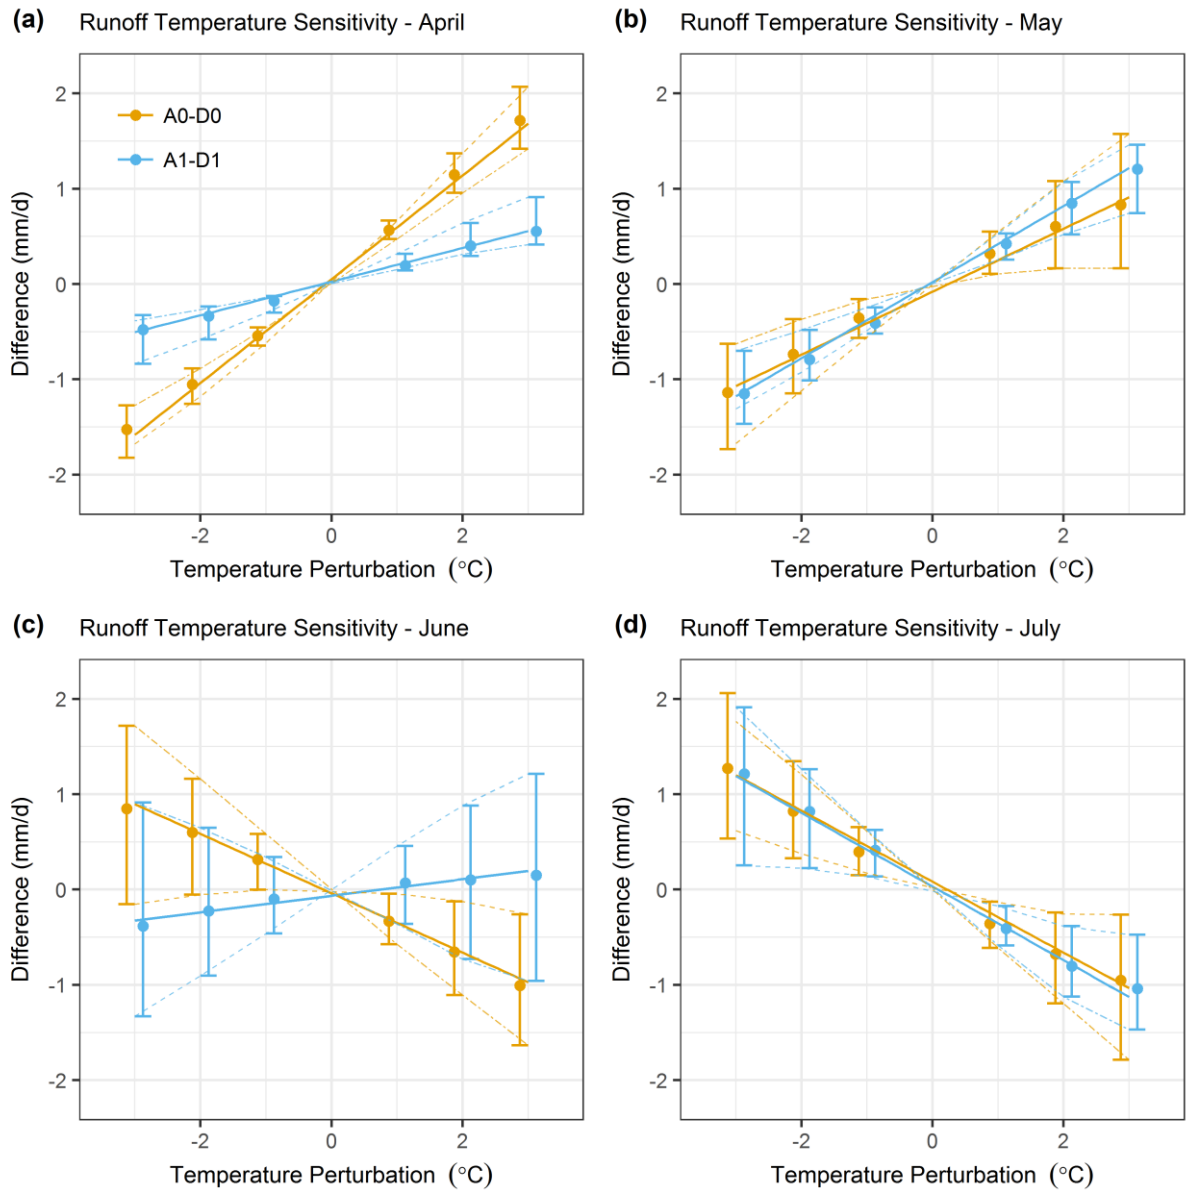 (a) Runoff Temperature Sensitivity - April
A0-D0
A1-D1
2
1
0
-1
-2
Difference (mm/d)
-2 0 2
Temperature Perturbation (°C)
(b) Runoff Temperature Sensitivity - May
2
1
0
-1
-2
Difference (mm/d)
-2 0 2
Temperature Perturbation (°C)
(c) Runoff Temperature Sensitivity - June
2
1
0
-1
-2
Difference (mm/d)
-2 0 2
Temperature Perturbation (°C)
(d) Runoff Temperature Sensitivity - July
2
1
0
-1
-2
Difference (mm/d)
-2 0 2
Temperature Perturbation (°C)